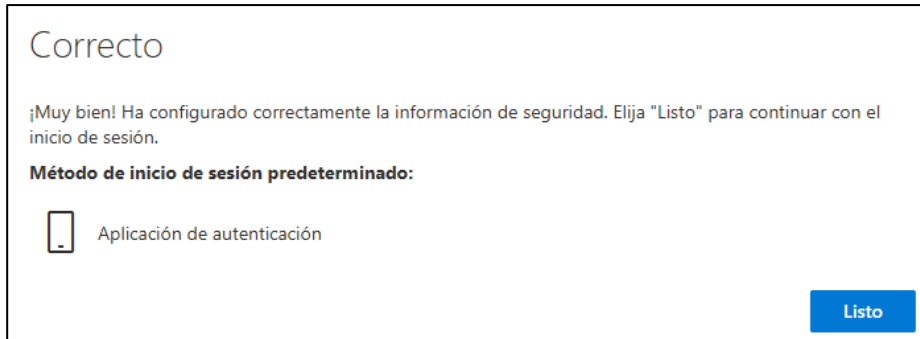 Correcto
¡Muy bien! Ha configurado correctamente la información de seguridad. Elija "Listo" para continuar con el
inicio de sesión.
Método de inicio de sesión predeterminado:
Aplicación de autenticación
Listo